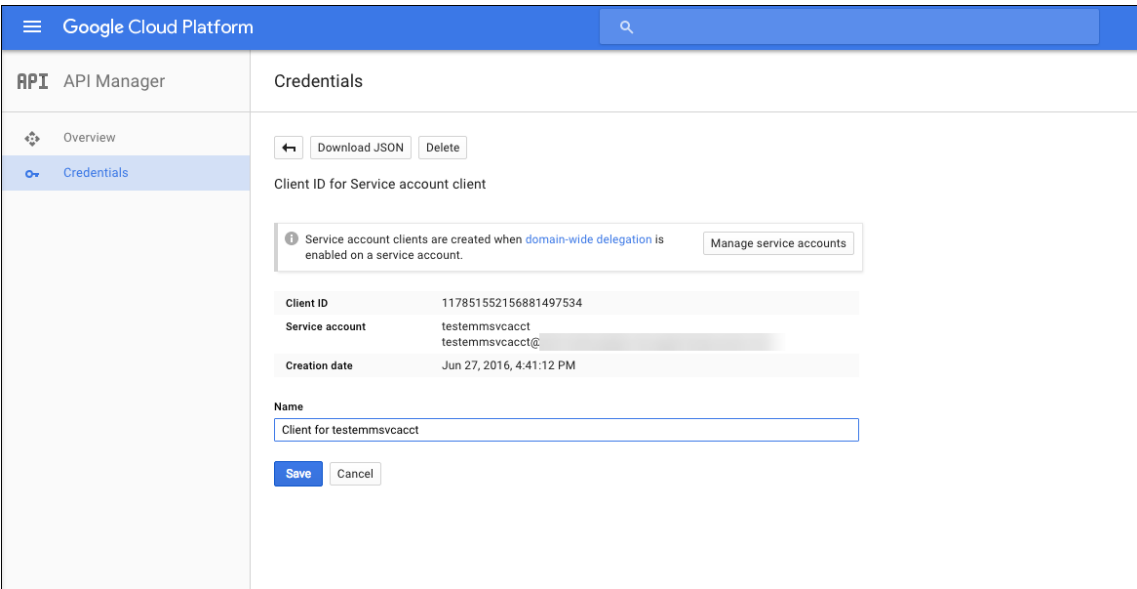 Google Cloud Platform
API API Manager
Credentials
Overview
Credentials
Download JSON
Delete
Client ID for Service account client
Service account clients are created when domain-wide delegation is
enabled on a service account.
Manage service accounts
Client ID 117851552156881497534
Service account testemmsvcacct
testemmsvcacct@
Creation date Jun 27, 2016, 4:41:12 PM
Name
Client for testemmsvcacct
Save Cancel